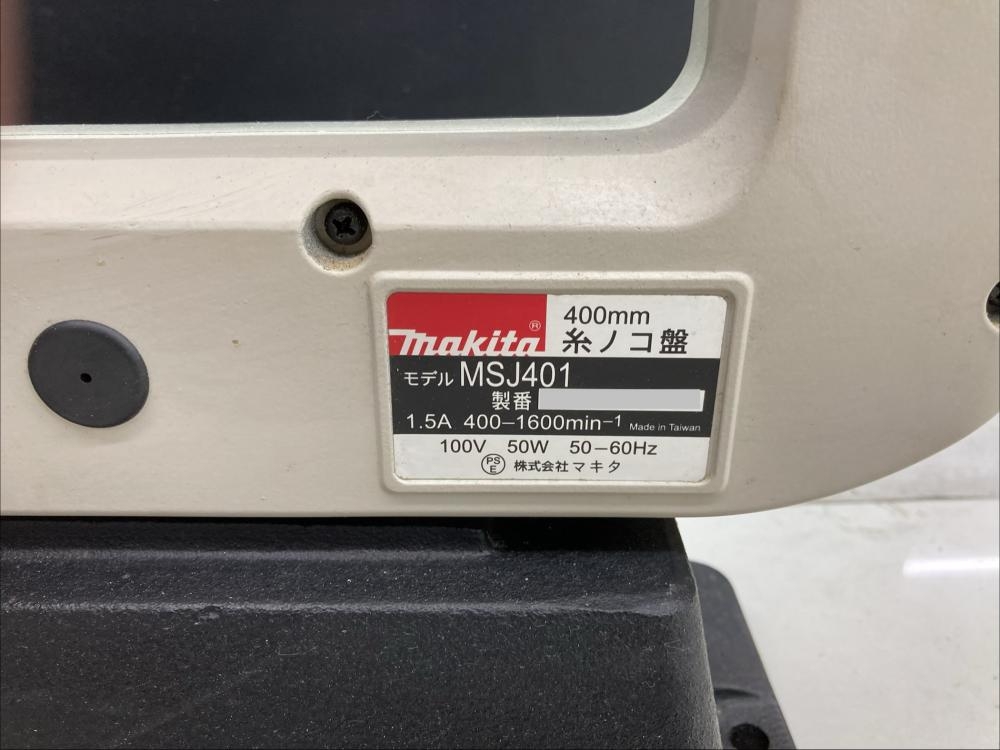 makita®
400mm
糸ノコ盤
モデル MSJ401
製番
1.5A 400-1600min-1 Made in Taiwan
100V 50W 50-60Hz
PSE 株式会社マキタ